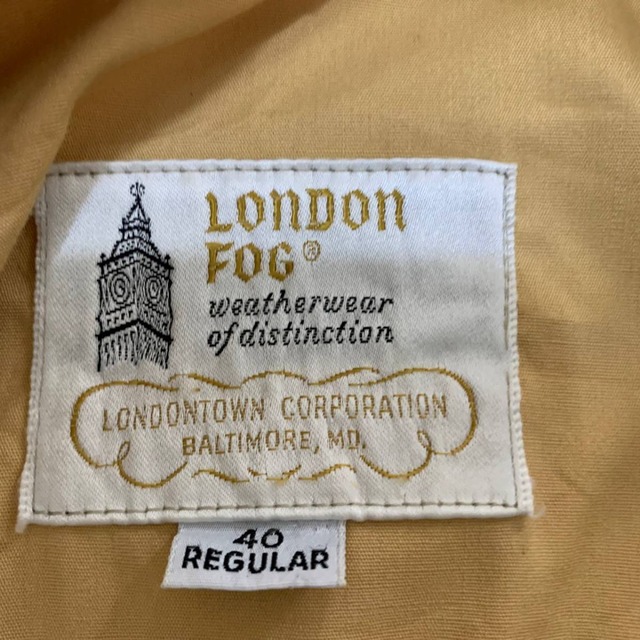 LONDON
FOG®
weatherwear
of distinction
LONDONTOWN CORPORATION
BALTIMORE, MD.
40
REGULAR